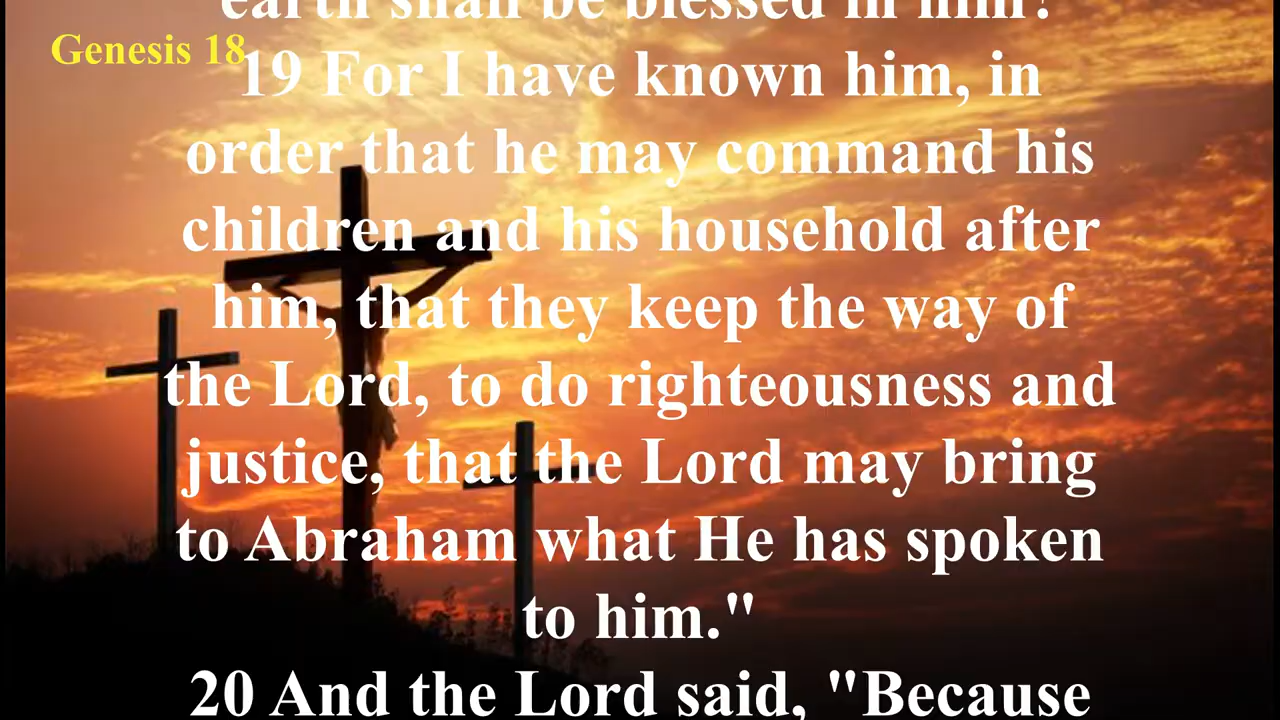 earth shall be blessed in him?
Genesis 18
19 For I have known him, in
order that he may command his
children and his household after
him, that they keep the way of
the Lord, to do righteousness and
justice, that the Lord may bring
to Abraham what He has spoken
to him."
20 And the Lord said, "Because